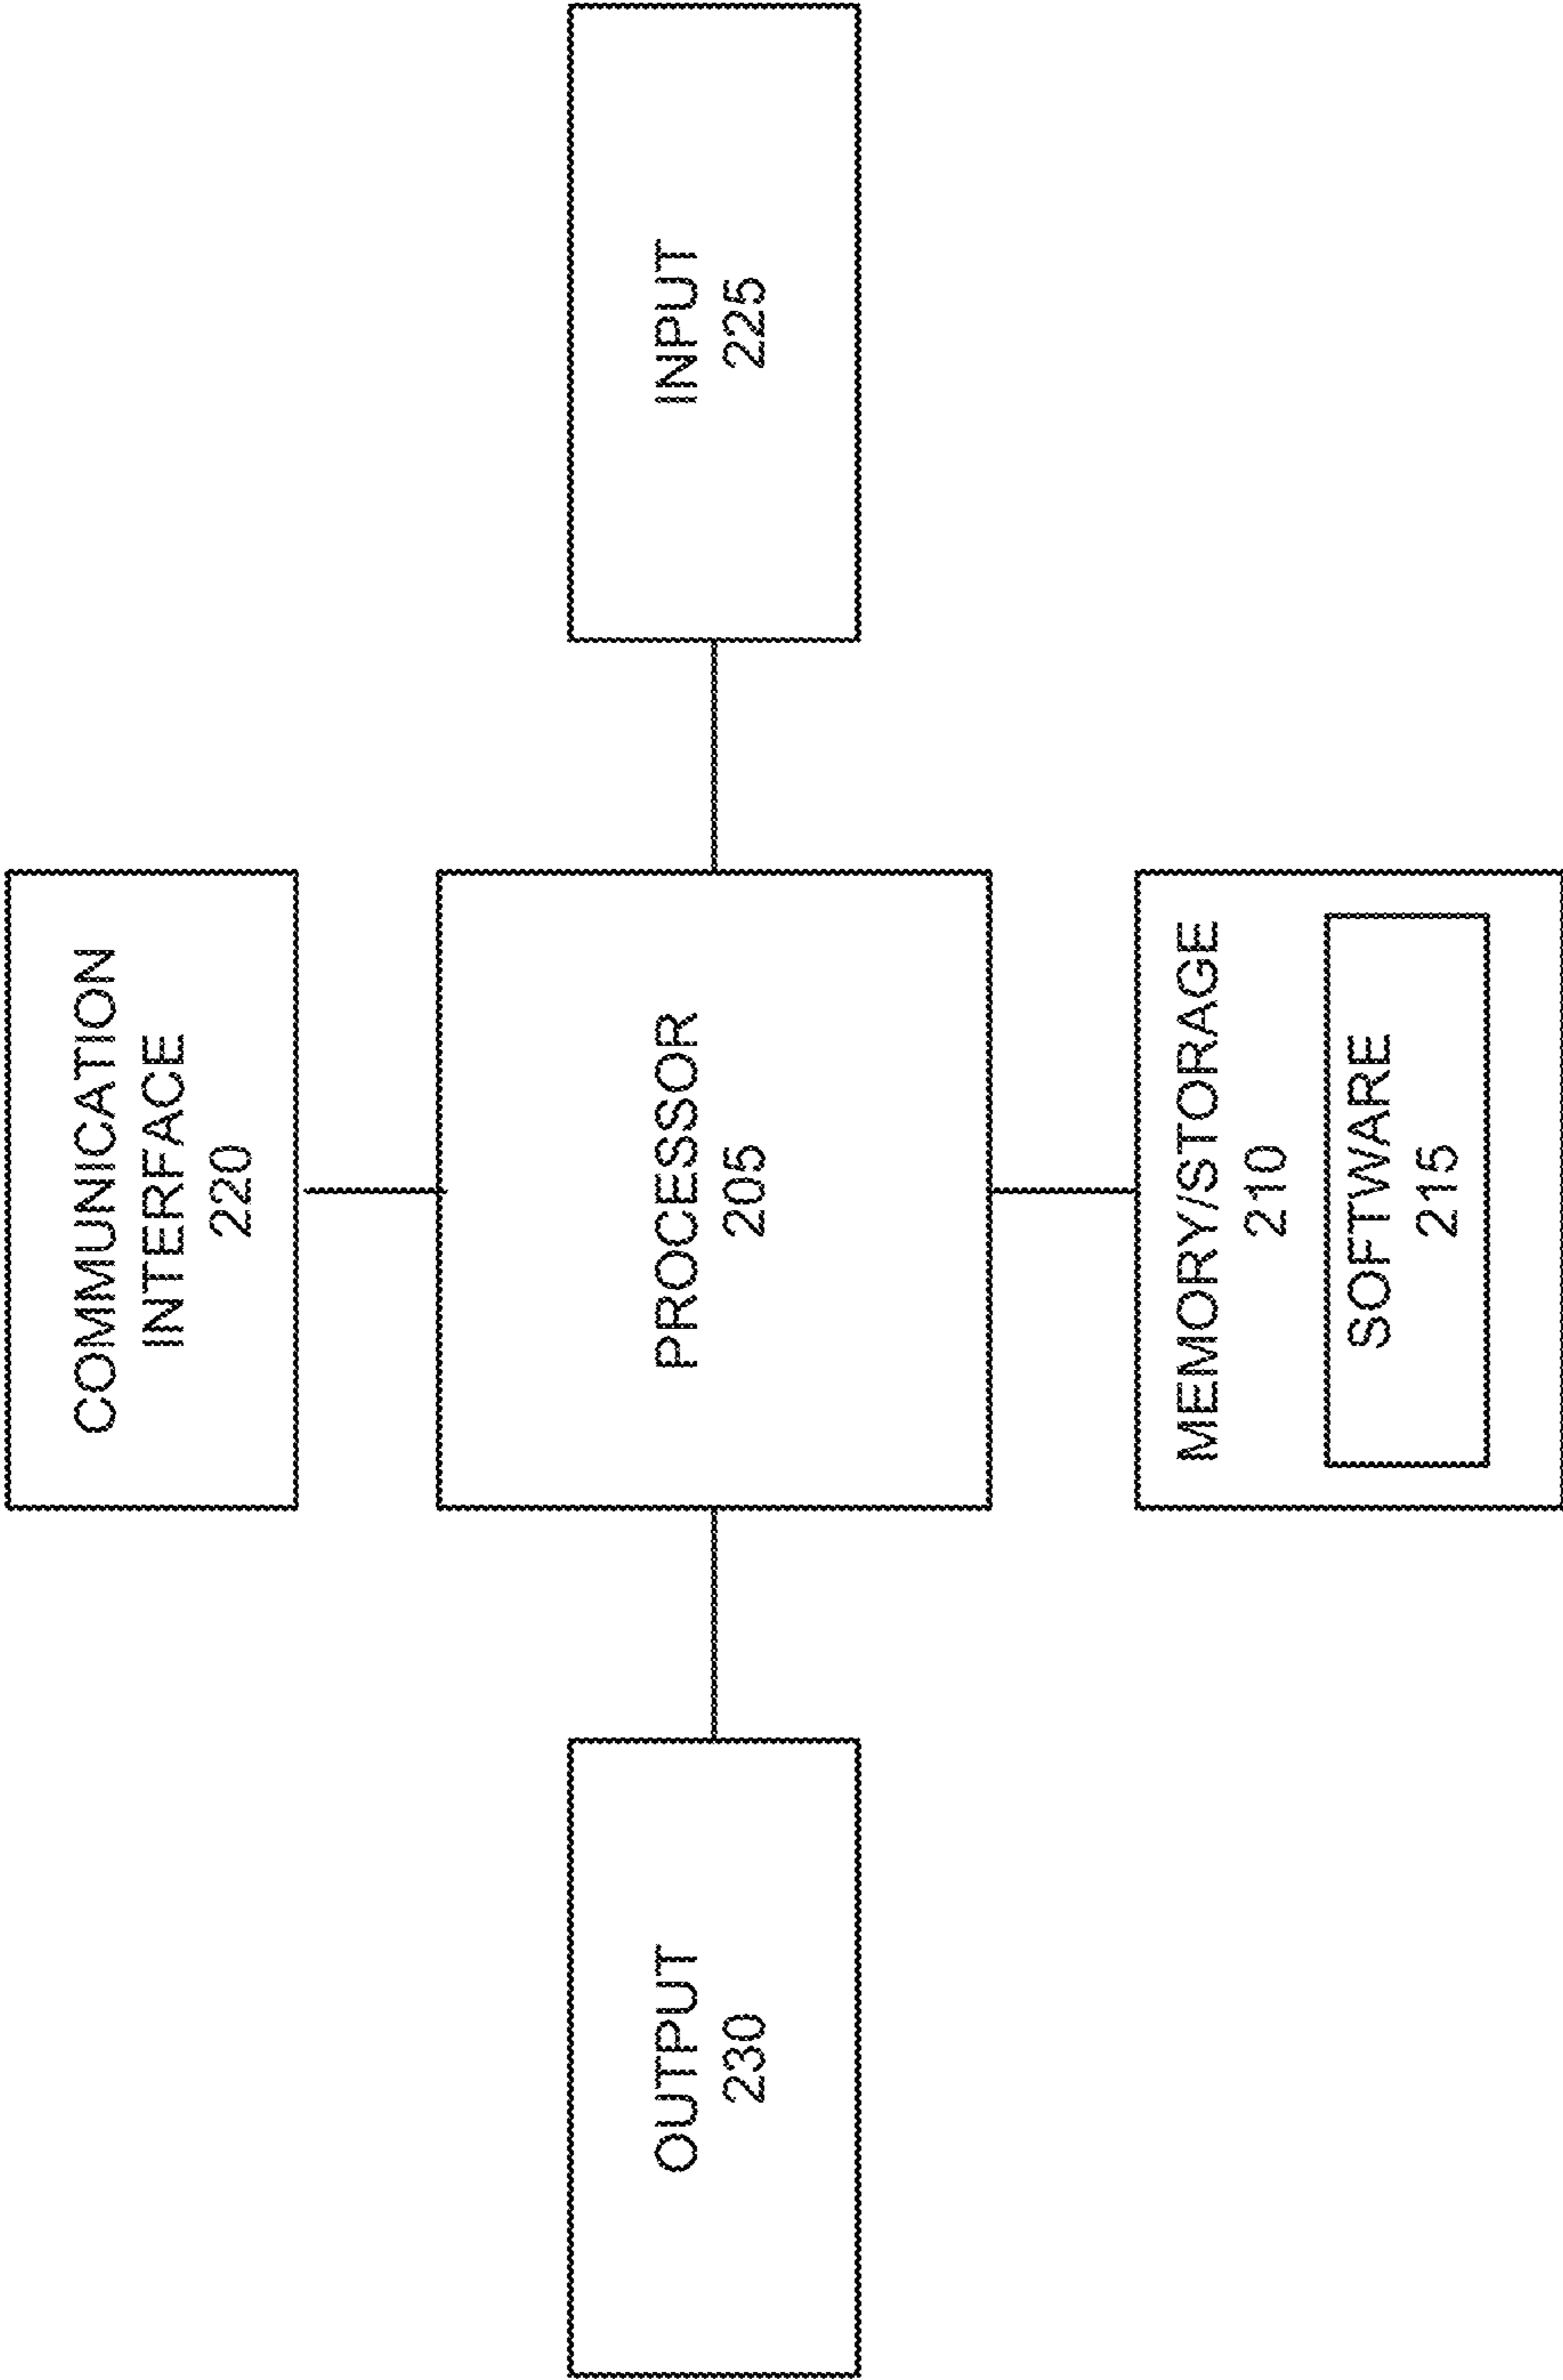 COMMUNICATION
INTERFACE
220
OUTPUT
230
PROCESSOR
205
INPUT
225
MEMORY/STORAGE
210
SOFTWARE
215